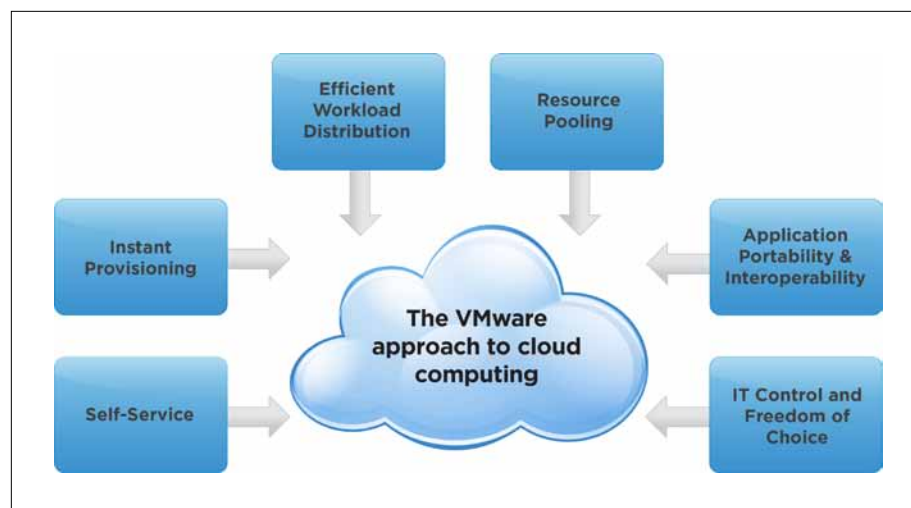 Efficient
Workload
Distribution
Resource
Pooling
Instant
Provisioning
Application
Portability &
Interoperability
The VMware
approach to cloud
computing
Self-Service
IT Control and
Freedom of
Choice